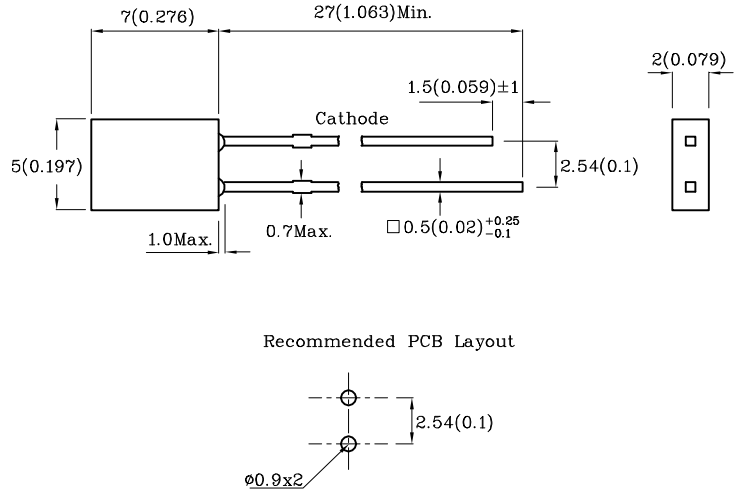 7(0.276)
27(1.063)Min.
2(0.079)
1.5(0.059)±1
Cathode
5(0.197)
2.54(0.1)
1.0Max.
0.7Max.
□0.5(0.02)+0.25 -0.1
Recommended PCB Layout
2.54(0.1)
ø0.9x2